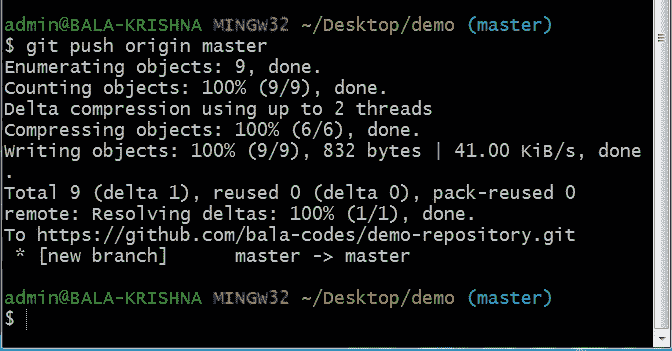 admin@BALA-KRISHNA MINGW32 ~/Desktop/demo (master)
$ git push origin master
Enumerating objects: 9, done.
Counting objects: 100% (9/9), done.
Delta compression using up to 2 threads
Compressing objects: 100% (6/6), done.
Writing objects: 100% (9/9), 832 bytes | 41.00 KiB/s, done
.
Total 9 (delta 1), reused 0 (delta 0), pack-reused 0
remote: Resolving deltas: 100% (1/1), done.
To https://github.com/bala-codes/demo-repository.git
 * [new branch]      master -> master
admin@BALA-KRISHNA MINGW32 ~/Desktop/demo (master)
$